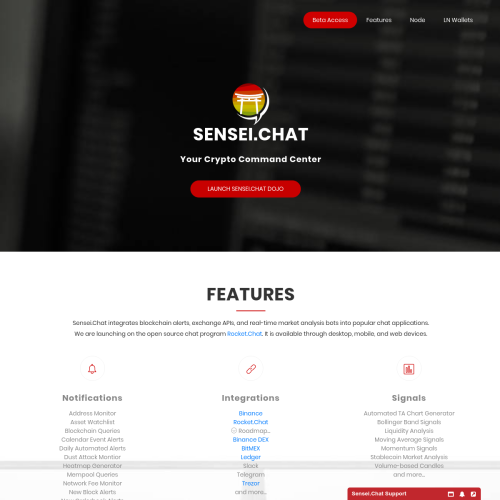 Beta Access Features Node LN Wallets
SENSEI.CHAT
Your Crypto Command Center
LAUNCH SENSEI.CHAT DOJO
FEATURES
Sensei.Chat integrates blockchain alerts, exchange APIs, and real-time market analysis bots into popular chat applications.
We are launching on the open source chat program Rocket.Chat. It is available through desktop, mobile, and web devices.
Notifications
Address Monitor
Asset Watchlist
Blockchain Queries
Calendar Event Alerts
Daily Automated Alerts
Dust Attack Monitor
Heatmap Generator
Mempool Queries
Network Fee Monitor
New Block Alerts
Integrations
Binance
Rocket.Chat
Roadmap...
Binance DEX
BitMEX
Ledger
Slack
Telegram
Trezor
and more...
Signals
Automated TA Chart Generator
Bollinger Band Signals
Liquidity Analysis
Moving Average Signals
Momentum Signals
Stablecoin Market Analysis
Volume-based Candles
and more...
Sensei.Chat Support